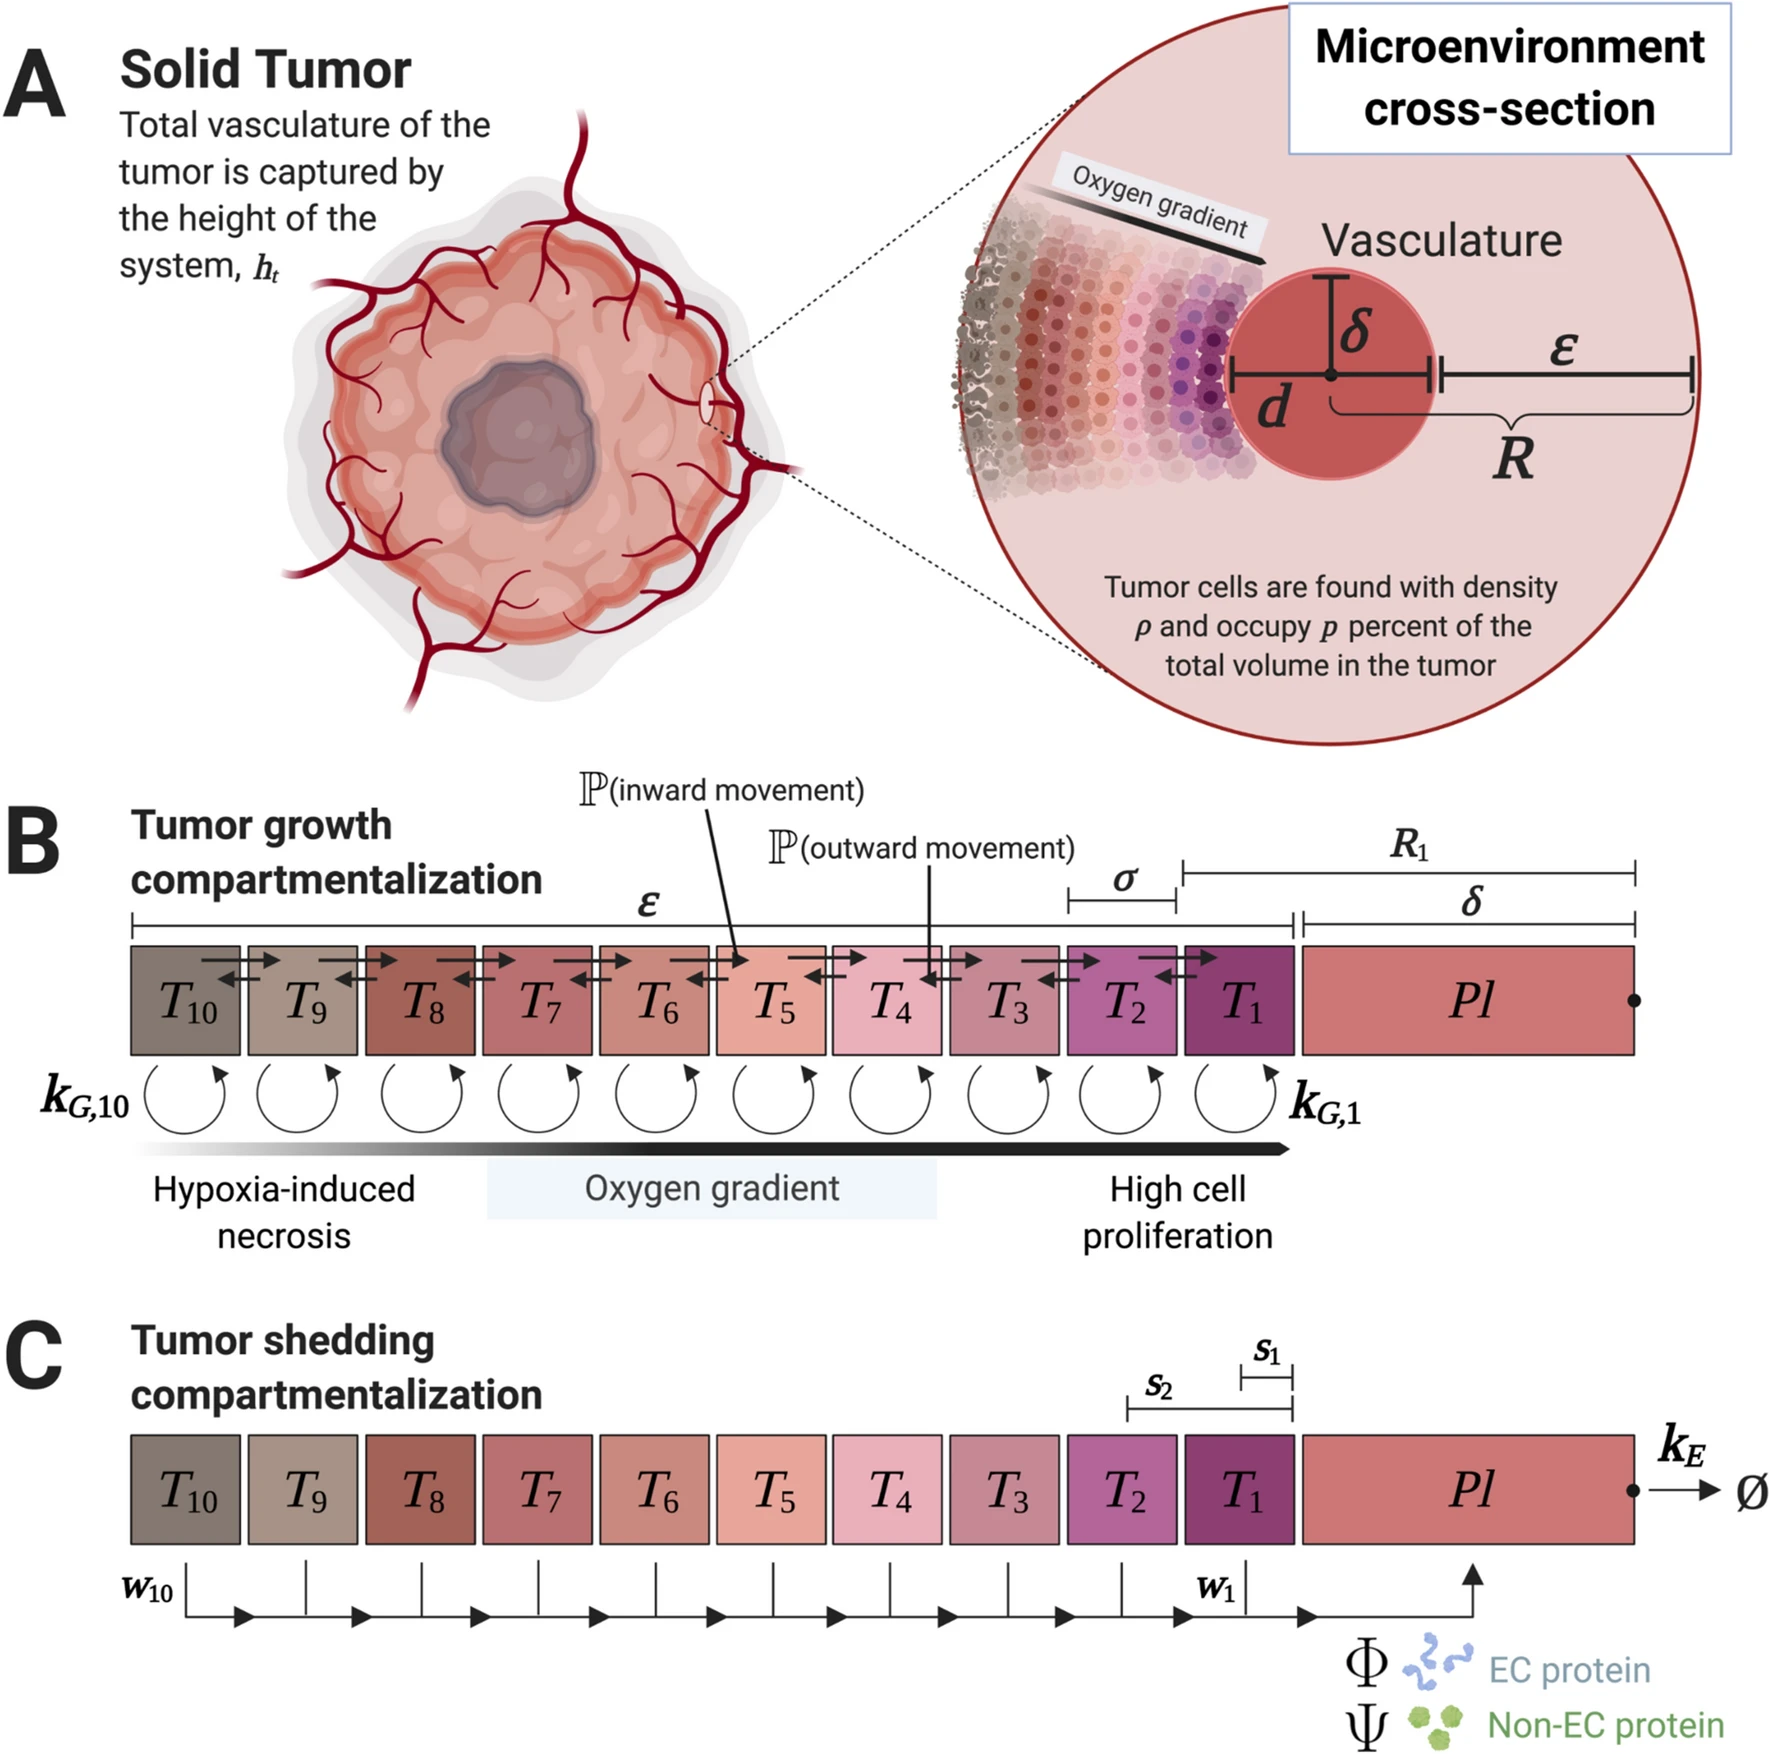 A
Solid Tumor
Total vasculature of the
tumor is captured by
the height of the
system, hₜ
Microenvironment
cross-section
Oxygen gradient
Vasculature
δ
ε
d
R
Tumor cells are found with density
ρ and occupy p percent of the
total volume in the tumor
B
Tumor growth
compartmentalization
ℙ(inward movement)
ℙ(outward movement)
ε
σ
R₁
δ
T₁₀ T₉ T₈ T₇ T₆ T₅ T₄ T₃ T₂ T₁ Pl
k_G,10
k_G,1
Hypoxia-induced
necrosis
Oxygen gradient
High cell
proliferation
C
Tumor shedding
compartmentalization
s₁
s₂
T₁₀ T₉ T₈ T₇ T₆ T₅ T₄ T₃ T₂ T₁ Pl
k_E
Ø
w₁₀
w₁
Φ EC protein
Ψ Non-EC protein